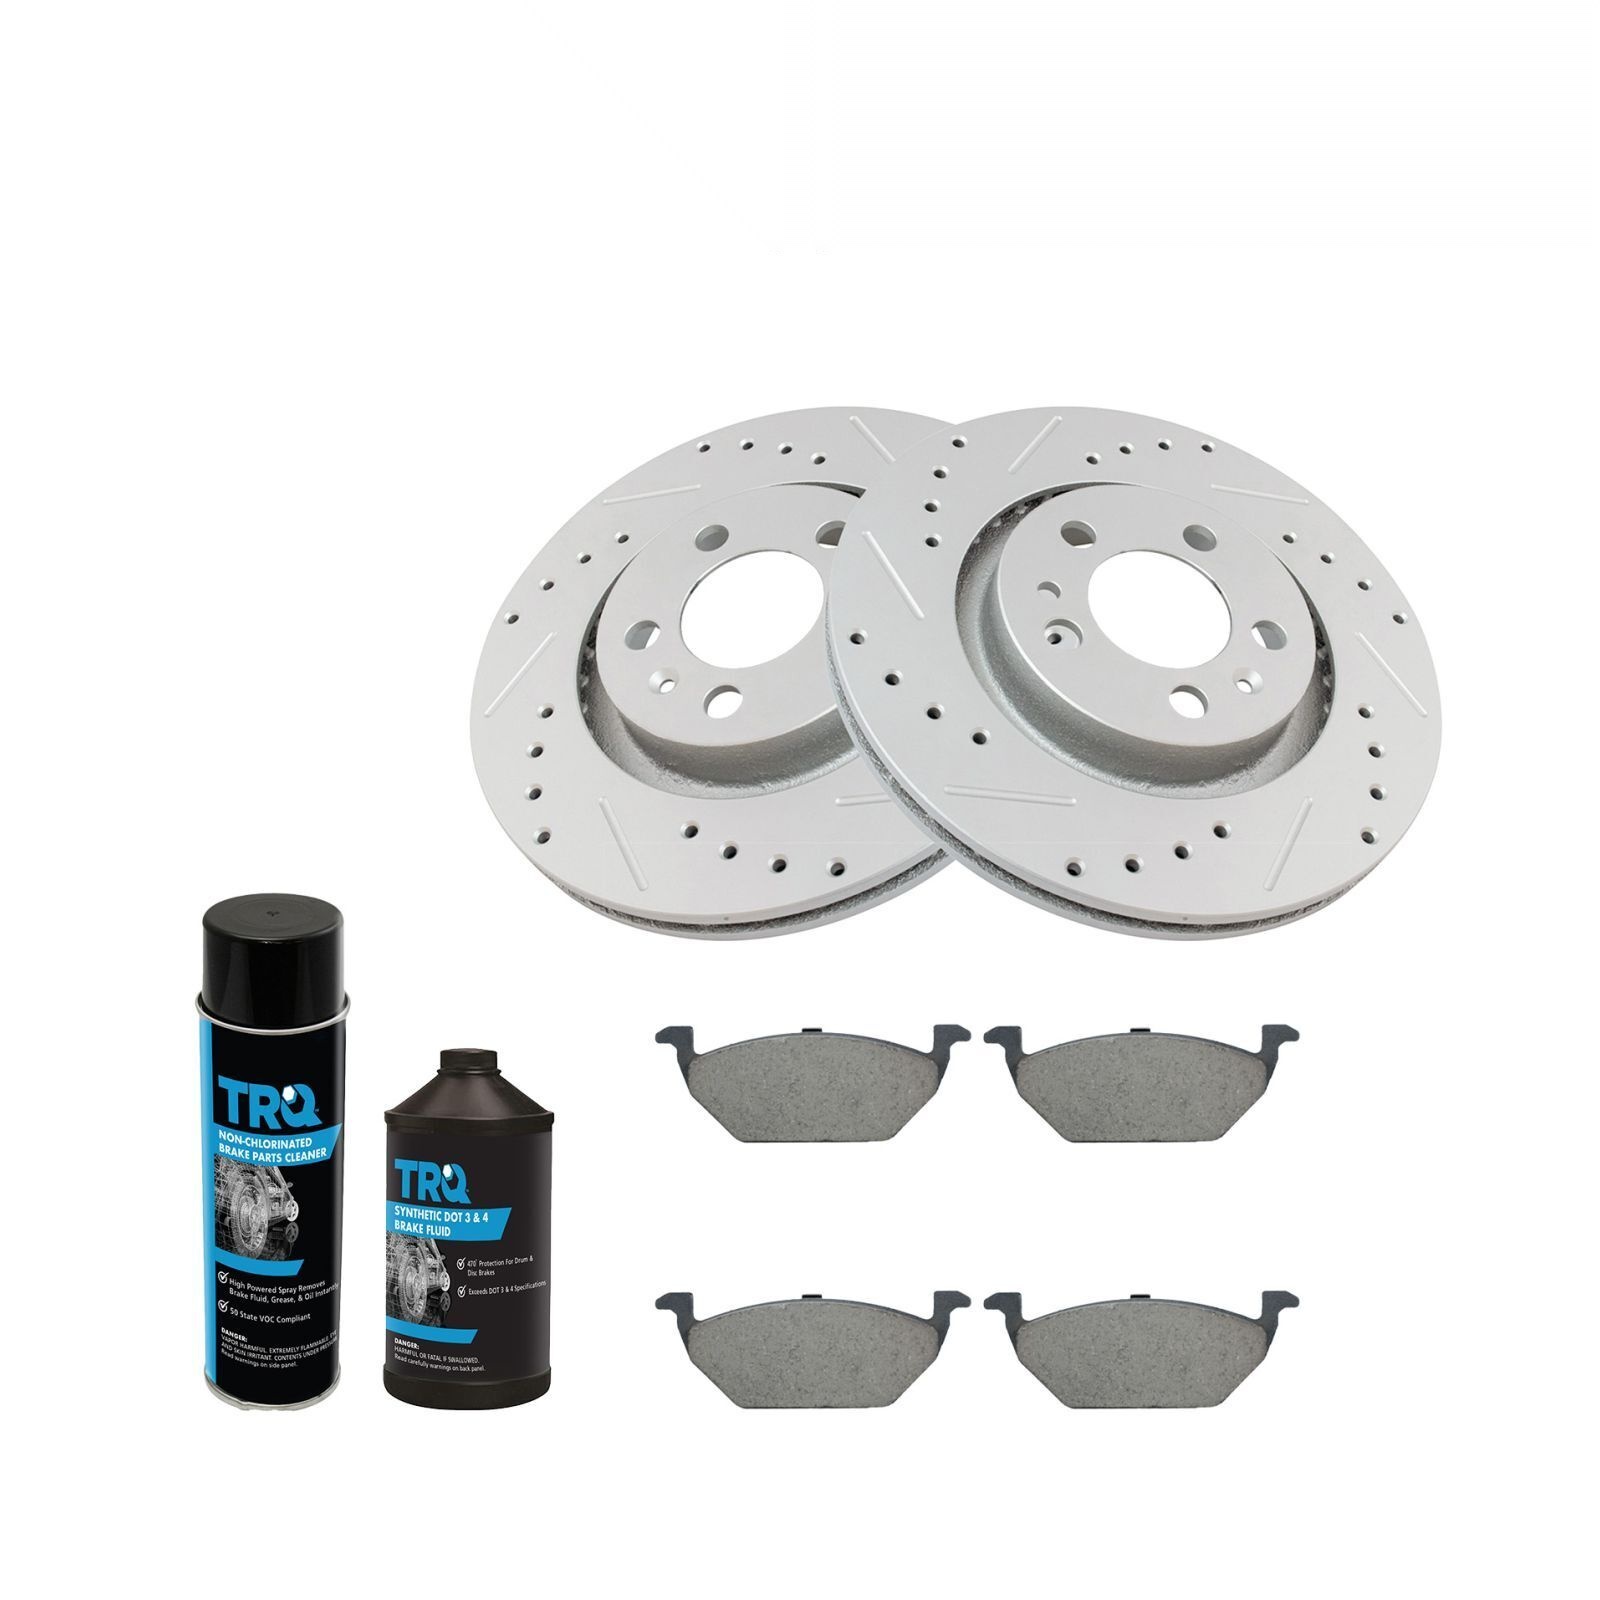 TRQ
NON-CHLORINATED
BRAKE PARTS CLEANER
High Powered Spray Removes
Brake Fluid, Grease, & Oil Instantly
50 State VOC Compliant
DANGER:
VAPOR HARMFUL. EXTREMELY FLAMMABLE. EYE
AND SKIN IRRITANT. CONTENTS UNDER PRESSURE
Read warnings on side panel.
TRQ
SYNTHETIC DOT 3 & 4
BRAKE FLUID
470° Protection For Drum &
Disc Brakes
Exceeds DOT 3 & 4 Specifications
DANGER:
HARMFUL OR FATAL IF SWALLOWED.
Read carefully warnings on back panel.